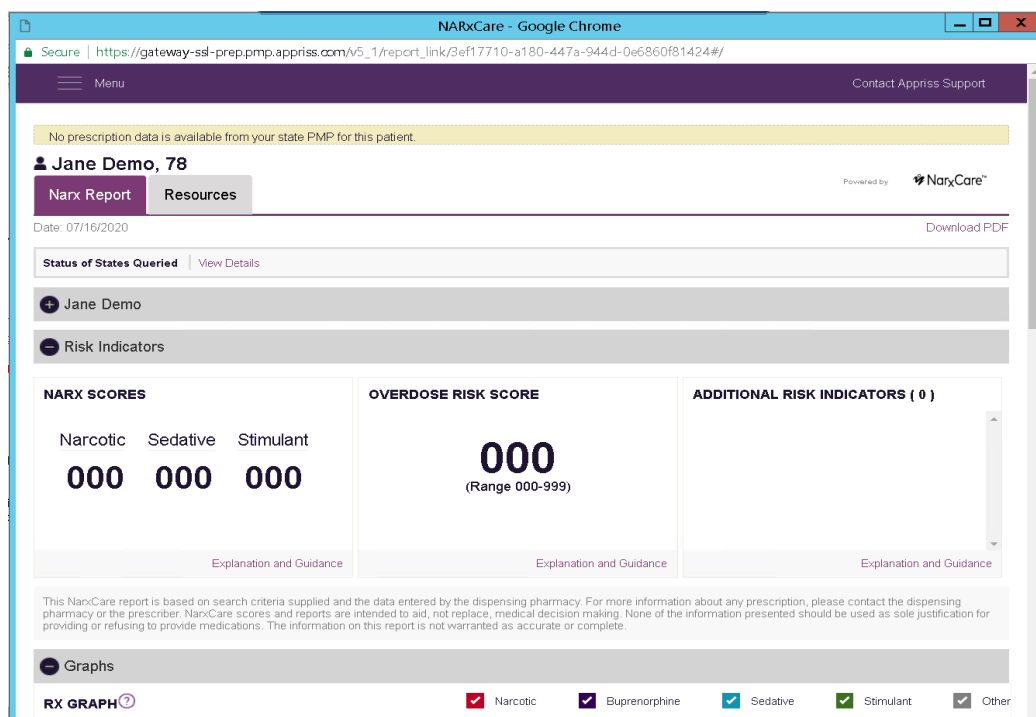 NARxCare - Google Chrome
Secure | https://gateway-ssl-prep.pmp.appriss.com/v5_1/report_link/3ef17710-a180-447a-944d-0e6860f81424#/
Menu
Contact Appriss Support
No prescription data is available from your state PMP for this patient.
Jane Demo, 78
Narx Report
Resources
Powered by
NarxCare™
Date: 07/16/2020
Download PDF
Status of States Queried
View Details
Jane Demo
Risk Indicators
NARX SCORES
Narcotic Sedative Stimulant
000 000 000
Explanation and Guidance
OVERDOSE RISK SCORE
000
(Range 000-999)
Explanation and Guidance
ADDITIONAL RISK INDICATORS ( 0 )
Explanation and Guidance
This NarxCare report is based on search criteria supplied and the data entered by the dispensing pharmacy. For more information about any prescription, please contact the dispensing
pharmacy or the prescriber. NarxCare scores and reports are intended to aid, not replace, medical decision making. None of the information presented should be used as sole justification for
providing or refusing to provide medications. The information on this report is not warranted as accurate or complete.
Graphs
RX GRAPH ?
Narcotic
Buprenorphine
Sedative
Stimulant
Other